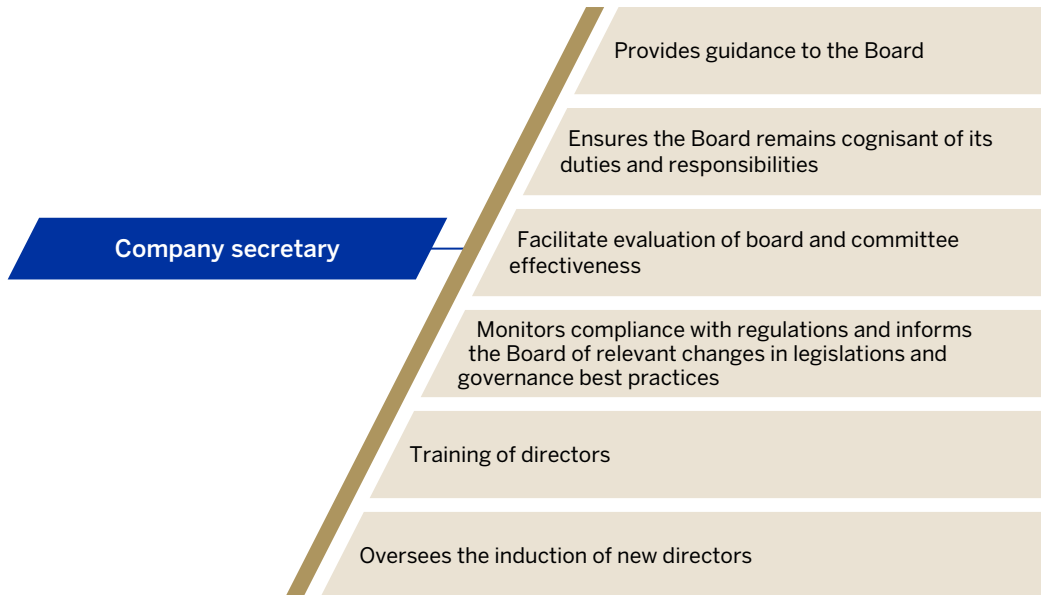 Provides guidance to the Board
Ensures the Board remains cognisant of its
duties and responsibilities
Company secretary
Facilitate evaluation of board and committee
effectiveness
Monitors compliance with regulations and informs
the Board of relevant changes in legislations and
governance best practices
Training of directors
Oversees the induction of new directors